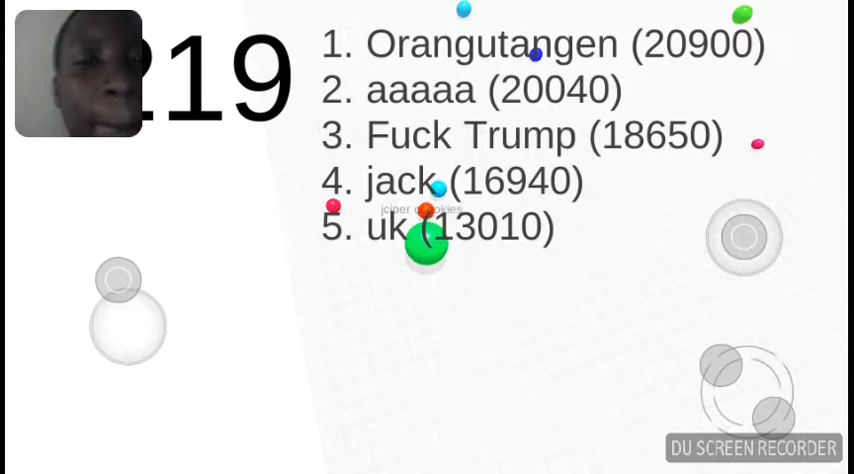 219
1. Orangutangen (20900)
2. aaaaa (20040)
3. Fuck Trump (18650)
4. jack (16940)
5. uk (13010)
DU SCREEN RECORDER